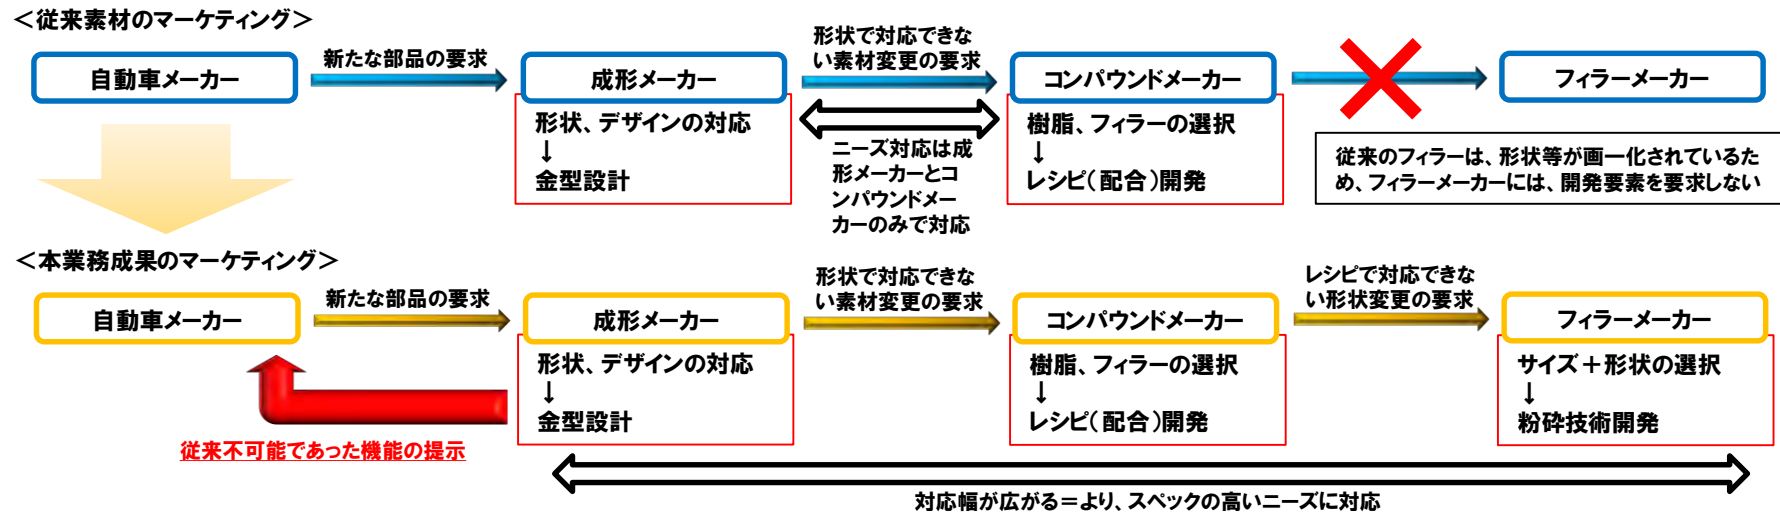 ＜従来素材のマーケティング＞
自動車メーカー
新たな部品の要求
成形メーカー
形状、デザインの対応
↓
金型設計
形状で対応できな
い素材変更の要求
ニーズ対応は成
形メーカーとコ
ンパウンドメー
カーのみで対応
コンパウンドメーカー
樹脂、フィラーの選択
↓
レシピ（配合）開発
フィラーメーカー
従来のフィラーは、形状等が画一化されているた
め、フィラーメーカーには、開発要素を要求しない
＜本業務成果のマーケティング＞
自動車メーカー
新たな部品の要求
成形メーカー
形状、デザインの対応
↓
金型設計
形状で対応できな
い素材変更の要求
コンパウンドメーカー
樹脂、フィラーの選択
↓
レシピ（配合）開発
レシピで対応できな
い形状変更の要求
フィラーメーカー
サイズ＋形状の選択
↓
粉砕技術開発
従来不可能であった機能の提示
対応幅が広がる＝より、スペックの高いニーズに対応